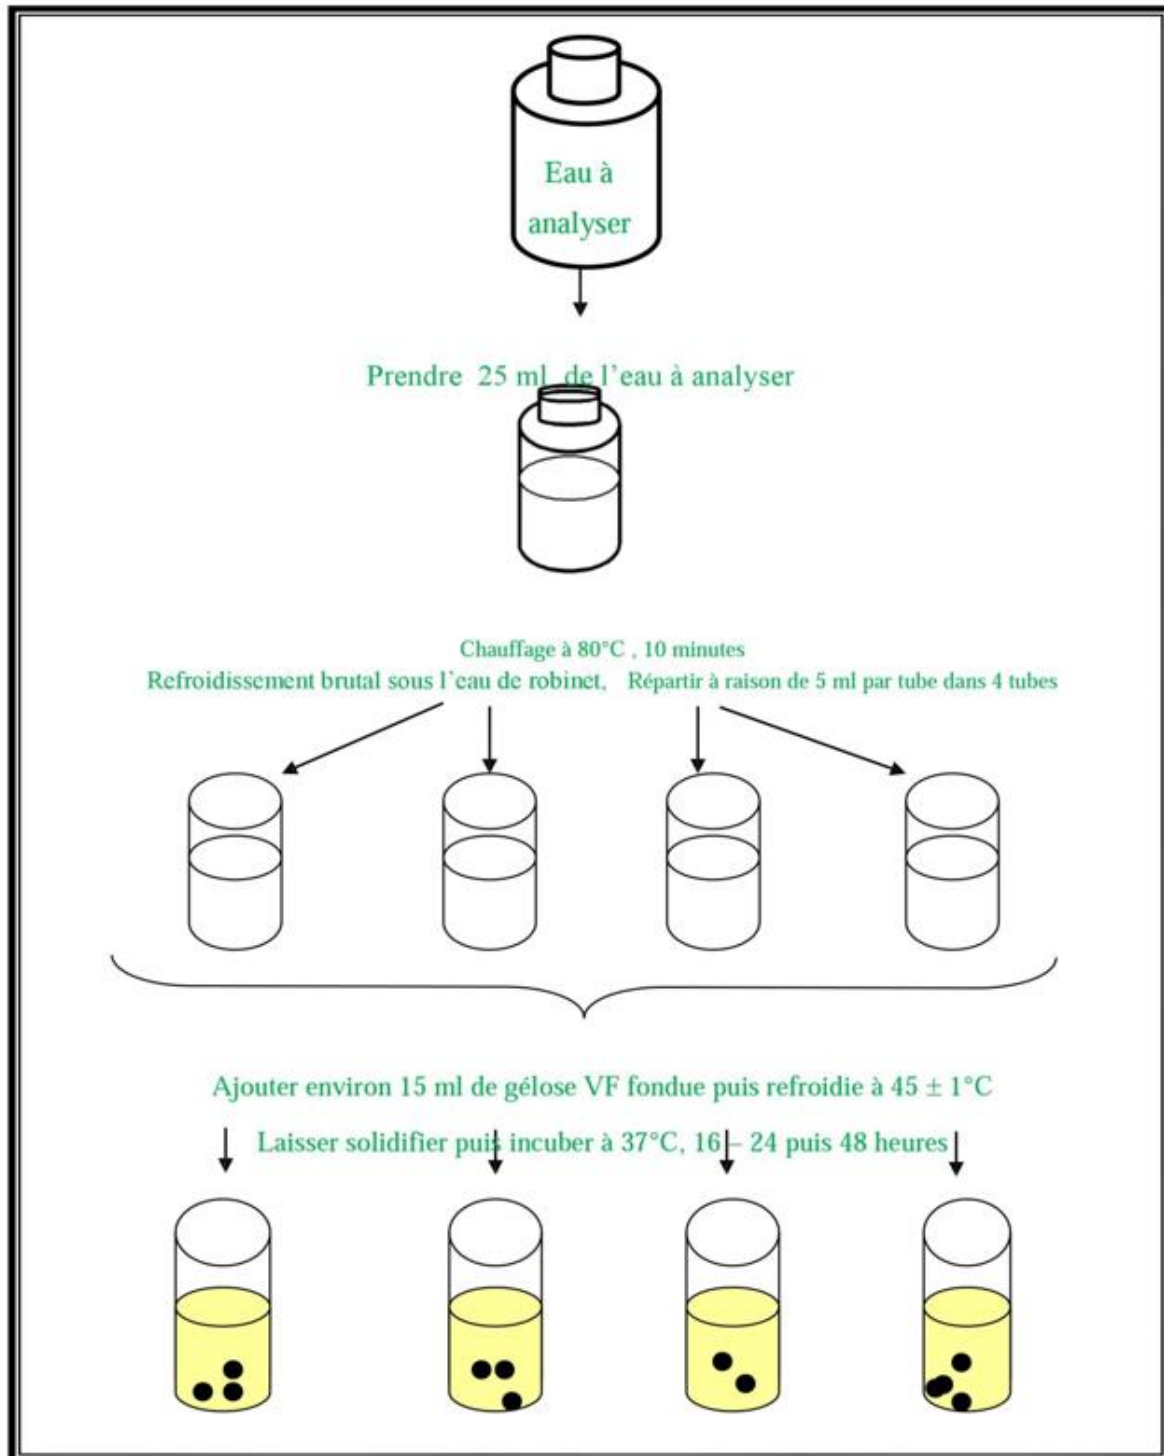 Eau à
analyser
Prendre 25 ml de l'eau à analyser
Chauffage à 80°C , 10 minutes
Refroidissement brutal sous l'eau de robinet, Répartir à raison de 5 ml par tube dans 4 tubes
Ajouter environ 15 ml de gélose VF fondue puis refroidie à 45 ± 1°C
Laisser solidifier puis incuber à 37°C, 16 – 24 puis 48 heures